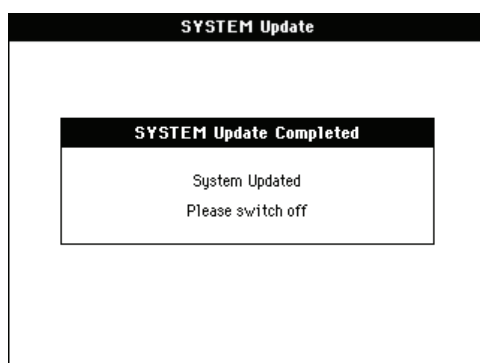 SYSTEM Update
SYSTEM Update Completed
System Updated
Please switch off